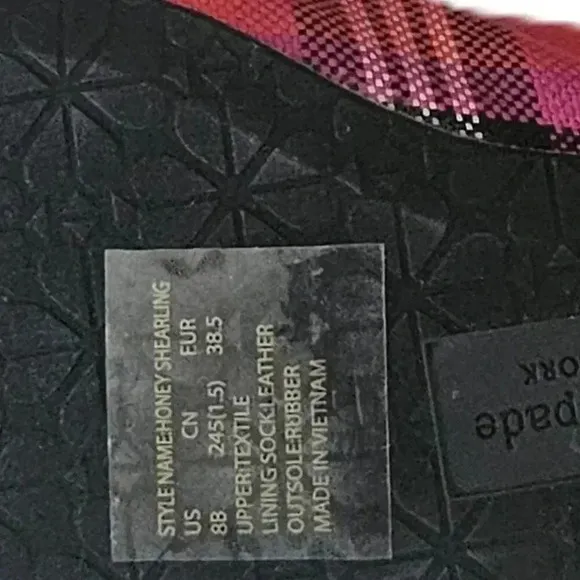 STYLE NAME:HONEY SHEARLING
US CN EUR
8B 245(1.5) 38.5
UPPER:TEXTILE
LINING:SOCK:LEATHER
OUTSOLE:RUBBER
MADE IN VIETNAM
pade
ORK